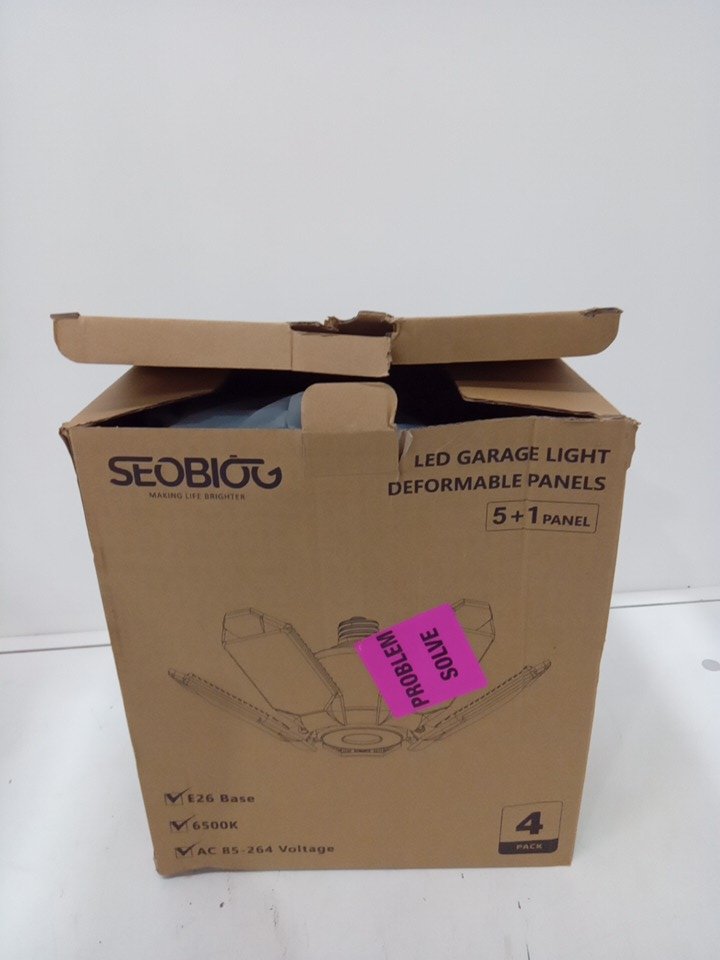 SEOBIOG
MAKING LIFE BRIGHTER
LED GARAGE LIGHT
DEFORMABLE PANELS
5+1 PANEL
PROBLEM
SOLVE
E26 Base
6500K
AC 85-264 Voltage
4
PACK